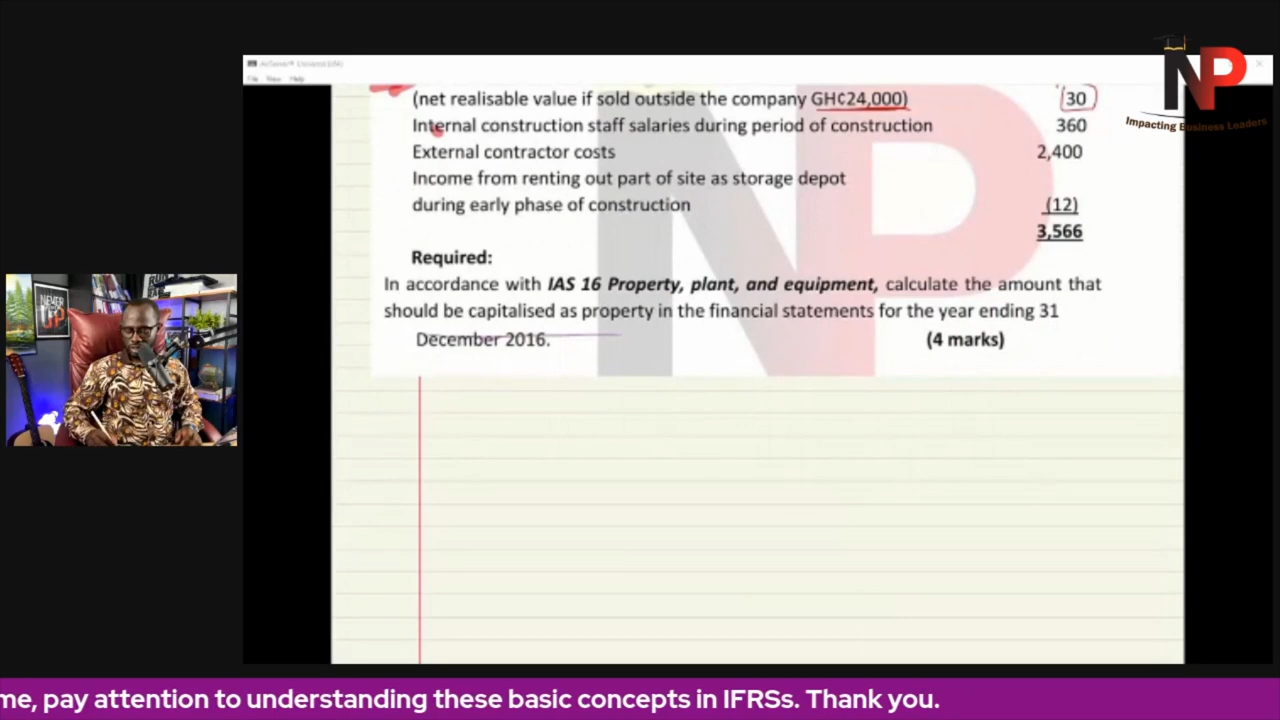 NP
Impacting Business Leaders
File View Help
(net realisable value if sold outside the company GH¢24,000) 30
Internal construction staff salaries during period of construction 360
External contractor costs 2,400
Income from renting out part of site as storage depot
during early phase of construction (12)
3,566
Required:
In accordance with IAS 16 Property, plant, and equipment, calculate the amount that
should be capitalised as property in the financial statements for the year ending 31
December 2016. (4 marks)
me, pay attention to understanding these basic concepts in IFRSs. Thank you.